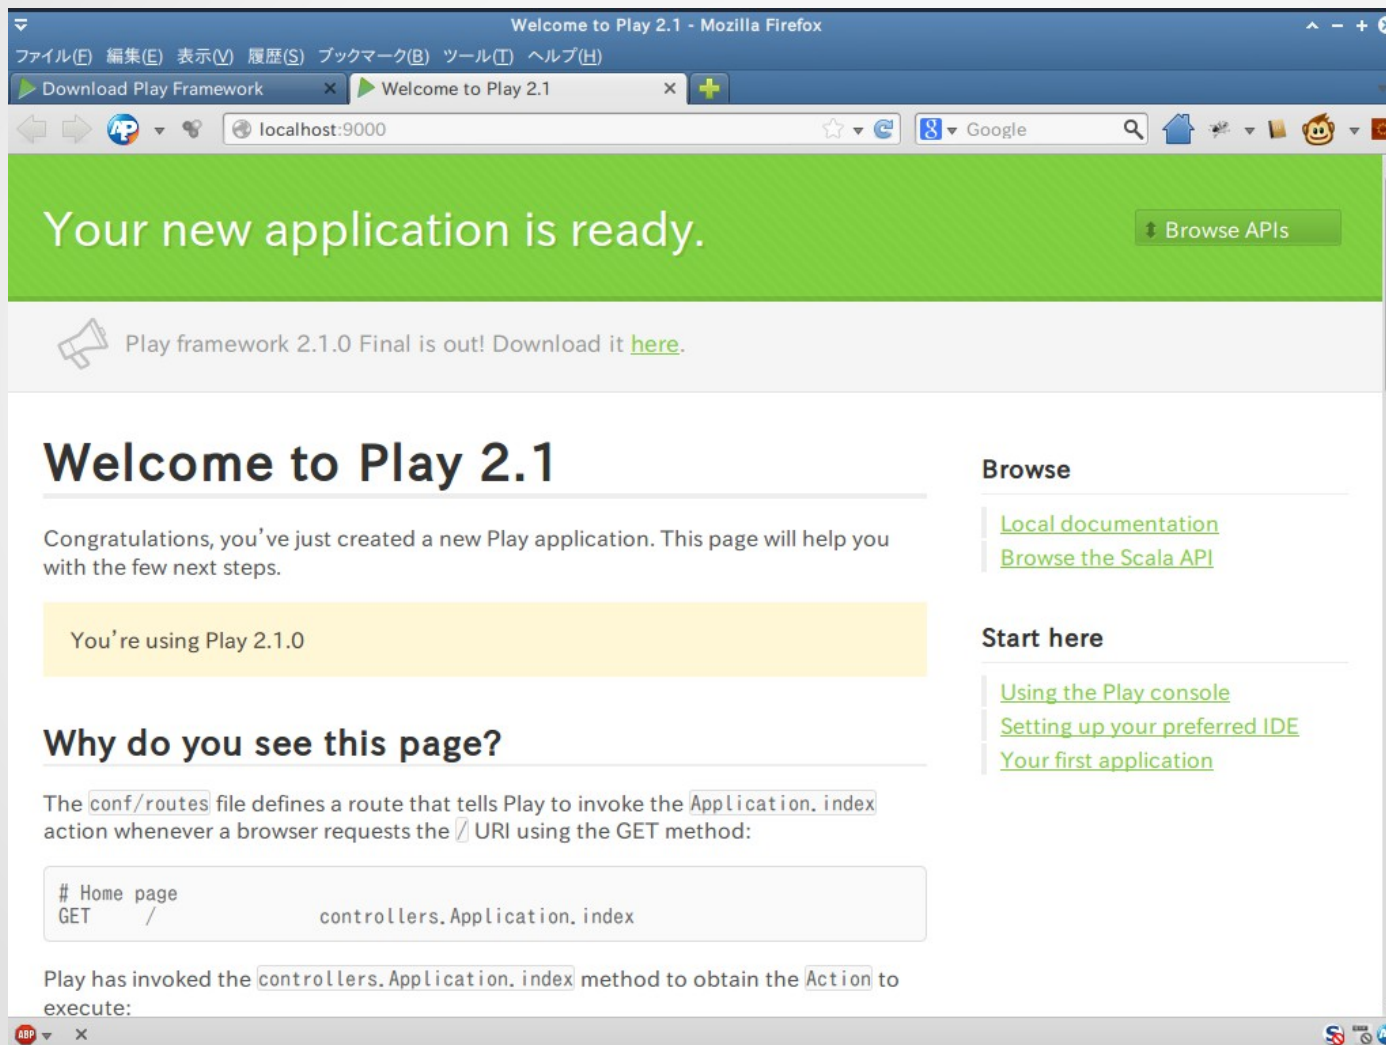 Welcome to Play 2.1 - Mozilla Firefox
ファイル(F) 編集(E) 表示(V) 履歴(S) ブックマーク(B) ツール(T) ヘルプ(H)
Download Play Framework
Welcome to Play 2.1
localhost:9000
Google
Your new application is ready.
Browse APIs
Play framework 2.1.0 Final is out! Download it here.
Welcome to Play 2.1
Congratulations, you've just created a new Play application. This page will help you
with the few next steps.
You're using Play 2.1.0
Why do you see this page?
The conf/routes file defines a route that tells Play to invoke the Application.index
action whenever a browser requests the / URI using the GET method:
# Home page
GET / controllers.Application.index
Play has invoked the controllers.Application.index method to obtain the Action to
execute:
Browse
Local documentation
Browse the Scala API
Start here
Using the Play console
Setting up your preferred IDE
Your first application
ABP